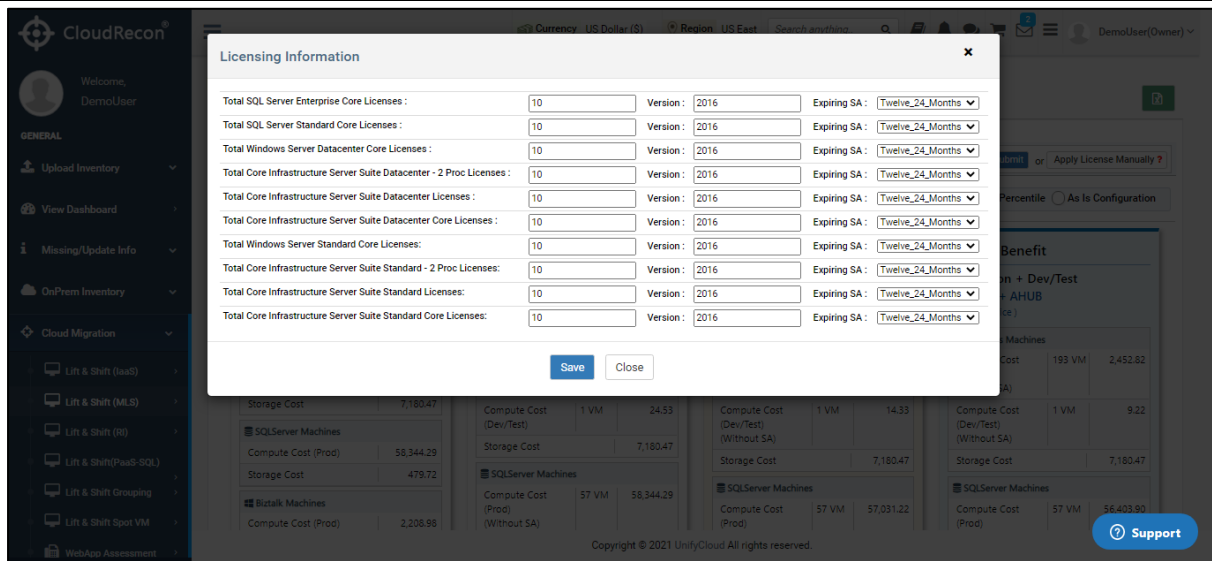 CloudRecon®
Currency US Dollar ($) Region US East Search anything.
2
DemoUser(Owner)
Welcome,
DemoUser
GENERAL
Upload Inventory
View Dashboard
Missing/Update Info
OnPrem Inventory
Cloud Migration
Lift & Shift (IaaS)
Lift & Shift (MLS)
Lift & Shift (RI)
Lift & Shift(PaaS-SQL)
Lift & Shift Grouping
Lift & Shift Spot VM
WebApp Assessment
Licensing Information
×
Total SQL Server Enterprise Core Licenses : 10 Version : 2016 Expiring SA : Twelve_24_Months
Total SQL Server Standard Core Licenses : 10 Version : 2016 Expiring SA : Twelve_24_Months
Total Windows Server Datacenter Core Licenses : 10 Version : 2016 Expiring SA : Twelve_24_Months
Total Core Infrastructure Server Suite Datacenter - 2 Proc Licenses : 10 Version : 2016 Expiring SA : Twelve_24_Months
Total Core Infrastructure Server Suite Datacenter Licenses : 10 Version : 2016 Expiring SA : Twelve_24_Months
Total Core Infrastructure Server Suite Datacenter Core Licenses : 10 Version : 2016 Expiring SA : Twelve_24_Months
Total Windows Server Standard Core Licenses: 10 Version : 2016 Expiring SA : Twelve_24_Months
Total Core Infrastructure Server Suite Standard - 2 Proc Licenses: 10 Version : 2016 Expiring SA : Twelve_24_Months
Total Core Infrastructure Server Suite Standard Licenses: 10 Version : 2016 Expiring SA : Twelve_24_Months
Total Core Infrastructure Server Suite Standard Core Licenses: 10 Version : 2016 Expiring SA : Twelve_24_Months
Save Close
or Apply License Manually ?
Percentile As Is Configuration
Benefit
+ Dev/Test
+ AHUB
Machines
Cost 193 VM 2,452.82
SA)
Storage Cost 7,180.47
SQLServer Machines
Compute Cost (Prod) 58,344.29
Storage Cost 479.72
Biztalk Machines
Compute Cost (Prod) 2,208.98
Compute Cost 1 VM 24.53
(Dev/Test)
Storage Cost 7,180.47
SQLServer Machines
Compute Cost 57 VM 58,344.29
(Prod)
(Without SA)
Compute Cost 1 VM 14.33
(Dev/Test)
(Without SA)
Storage Cost 7,180.47
SQLServer Machines
Compute Cost 57 VM 57,031.22
(Prod)
Compute Cost 1 VM 9.22
(Dev/Test)
(Without SA)
Storage Cost 7,180.47
SQLServer Machines
Compute Cost 57 VM 56,403.90
(Prod)
Support
Copyright © 2021 UnifyCloud All rights reserved.